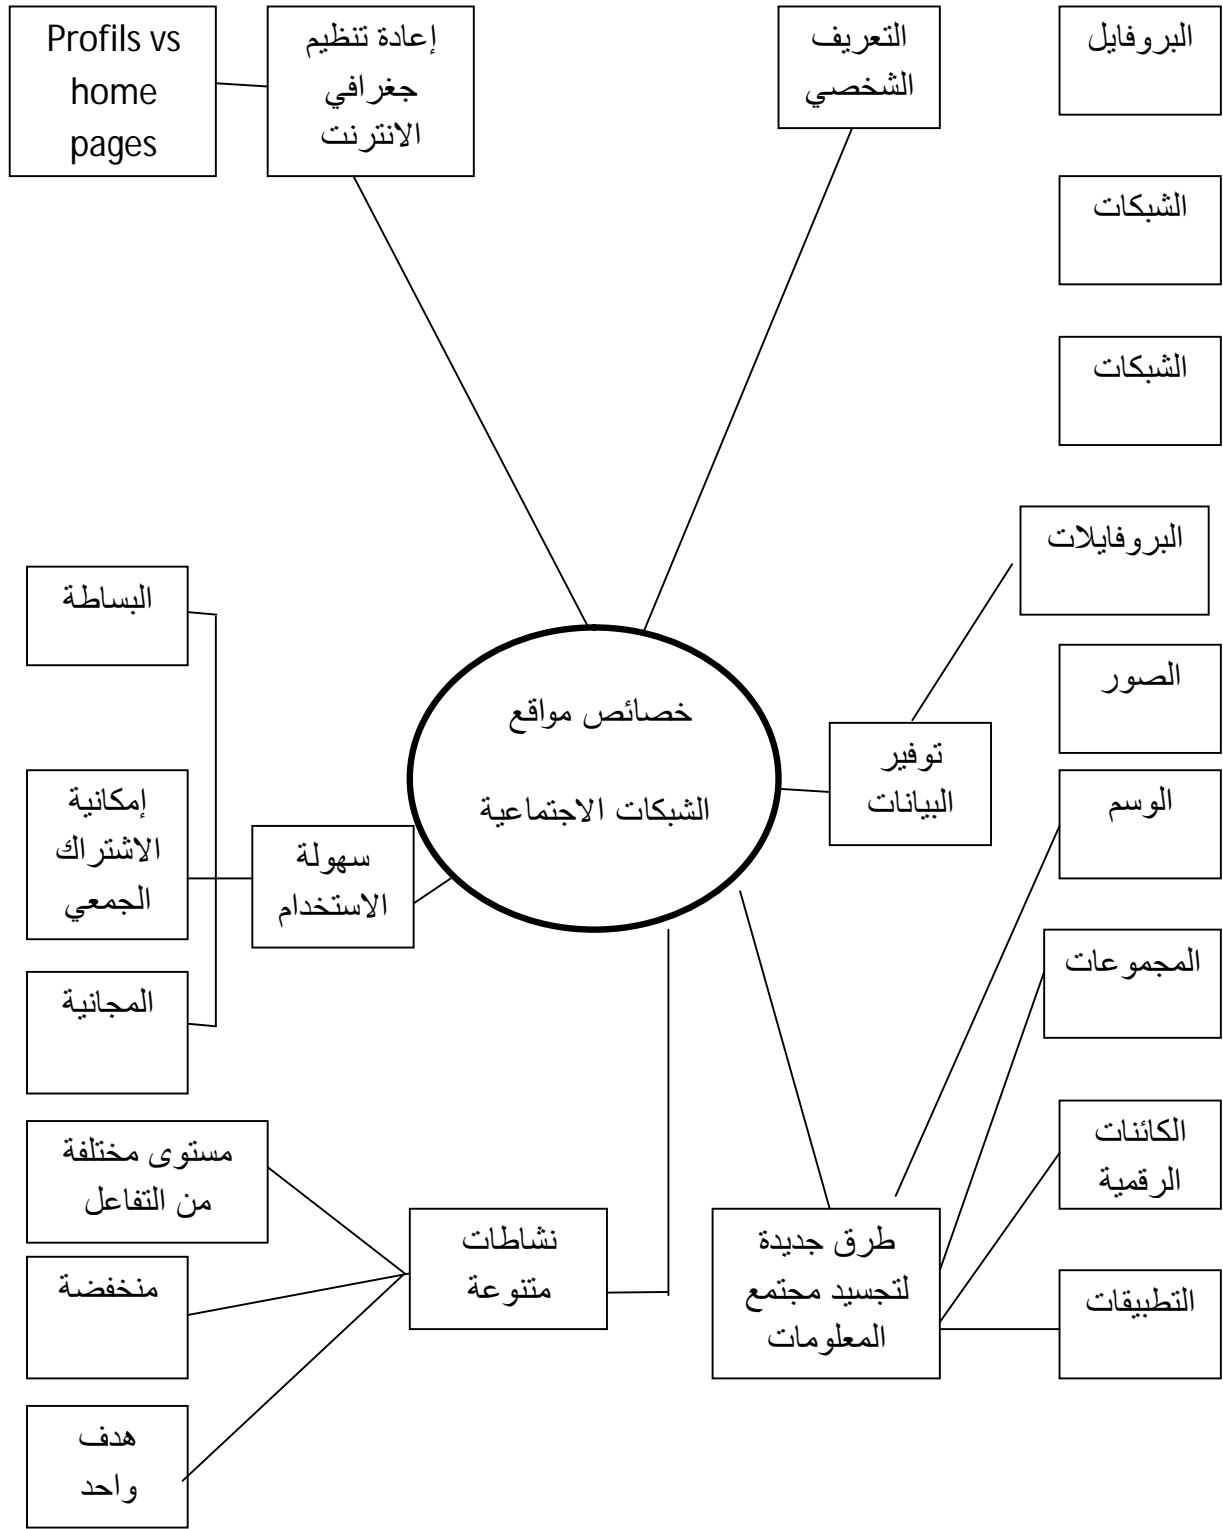 البروفايل
التعريف
الشخصي
إعادة تنظيم
جغرافي
الانترنت
Profils vs
home
pages
الشبكات
الشبكات
البروفايلات
البساطة
الصور
خصائص مواقع
الشبكات الاجتماعية
توفير
البيانات
الوسم
إمكانية
الاشتراك
الجمعي
سهولة
الاستخدام
المجموعات
المجانية
الكائنات
الرقمية
مستوى مختلفة
من التفاعل
طرق جديدة
لتجسيد مجتمع
المعلومات
نشاطات
متنوعة
منخفضة
التطبيقات
هدف
واحد